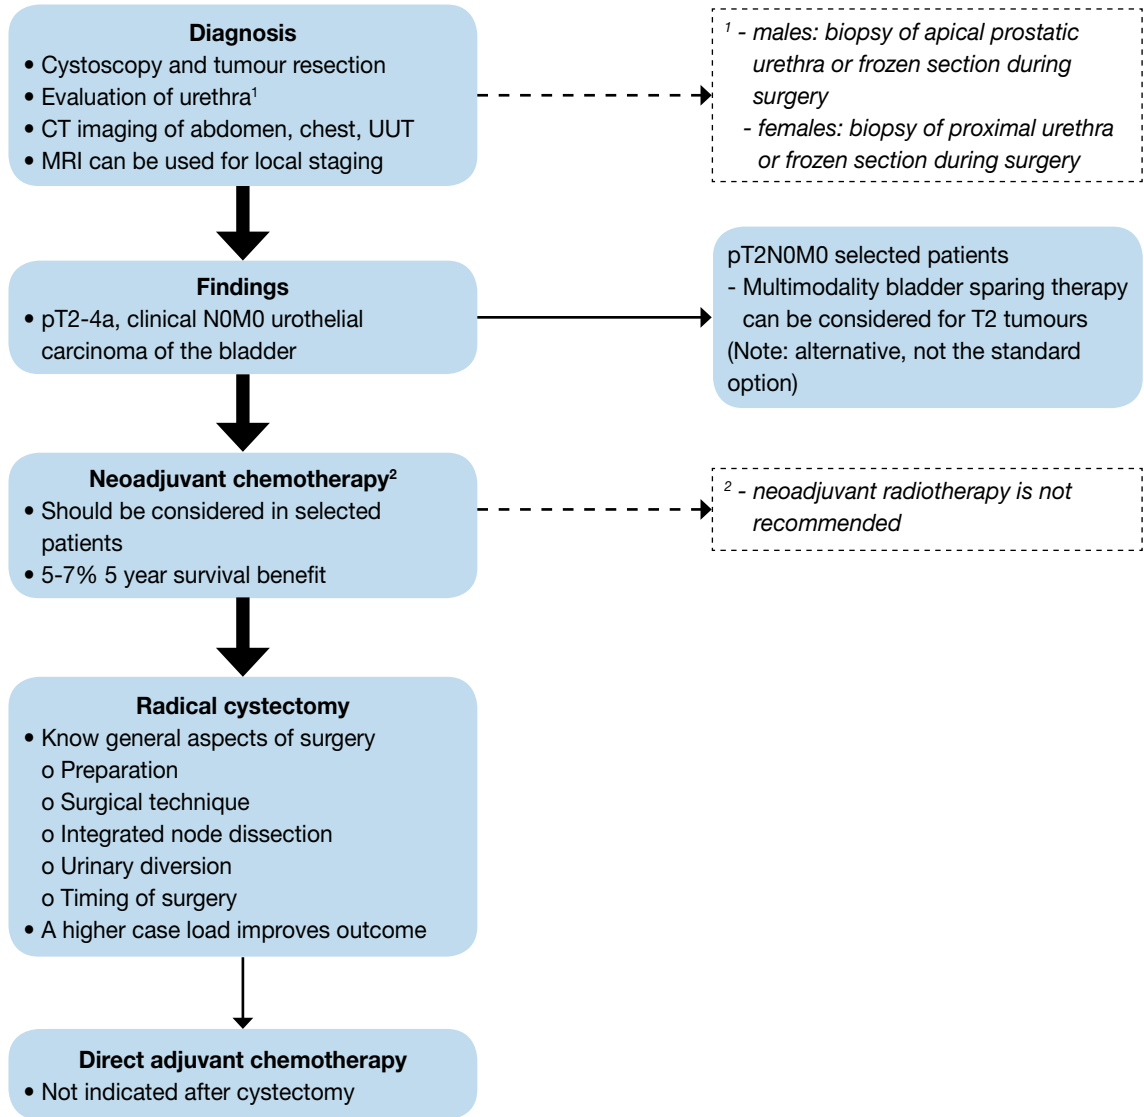 Diagnosis
• Cystoscopy and tumour resection
• Evaluation of urethra¹
• CT imaging of abdomen, chest, UUT
• MRI can be used for local staging
¹ - males: biopsy of apical prostatic
urethra or frozen section during
surgery
- females: biopsy of proximal urethra
or frozen section during surgery
Findings
• pT2-4a, clinical N0M0 urothelial
carcinoma of the bladder
pT2N0M0 selected patients
- Multimodality bladder sparing therapy
can be considered for T2 tumours
(Note: alternative, not the standard
option)
Neoadjuvant chemotherapy²
• Should be considered in selected
patients
• 5-7% 5 year survival benefit
² - neoadjuvant radiotherapy is not
recommended
Radical cystectomy
• Know general aspects of surgery
o Preparation
o Surgical technique
o Integrated node dissection
o Urinary diversion
o Timing of surgery
• A higher case load improves outcome
Direct adjuvant chemotherapy
• Not indicated after cystectomy